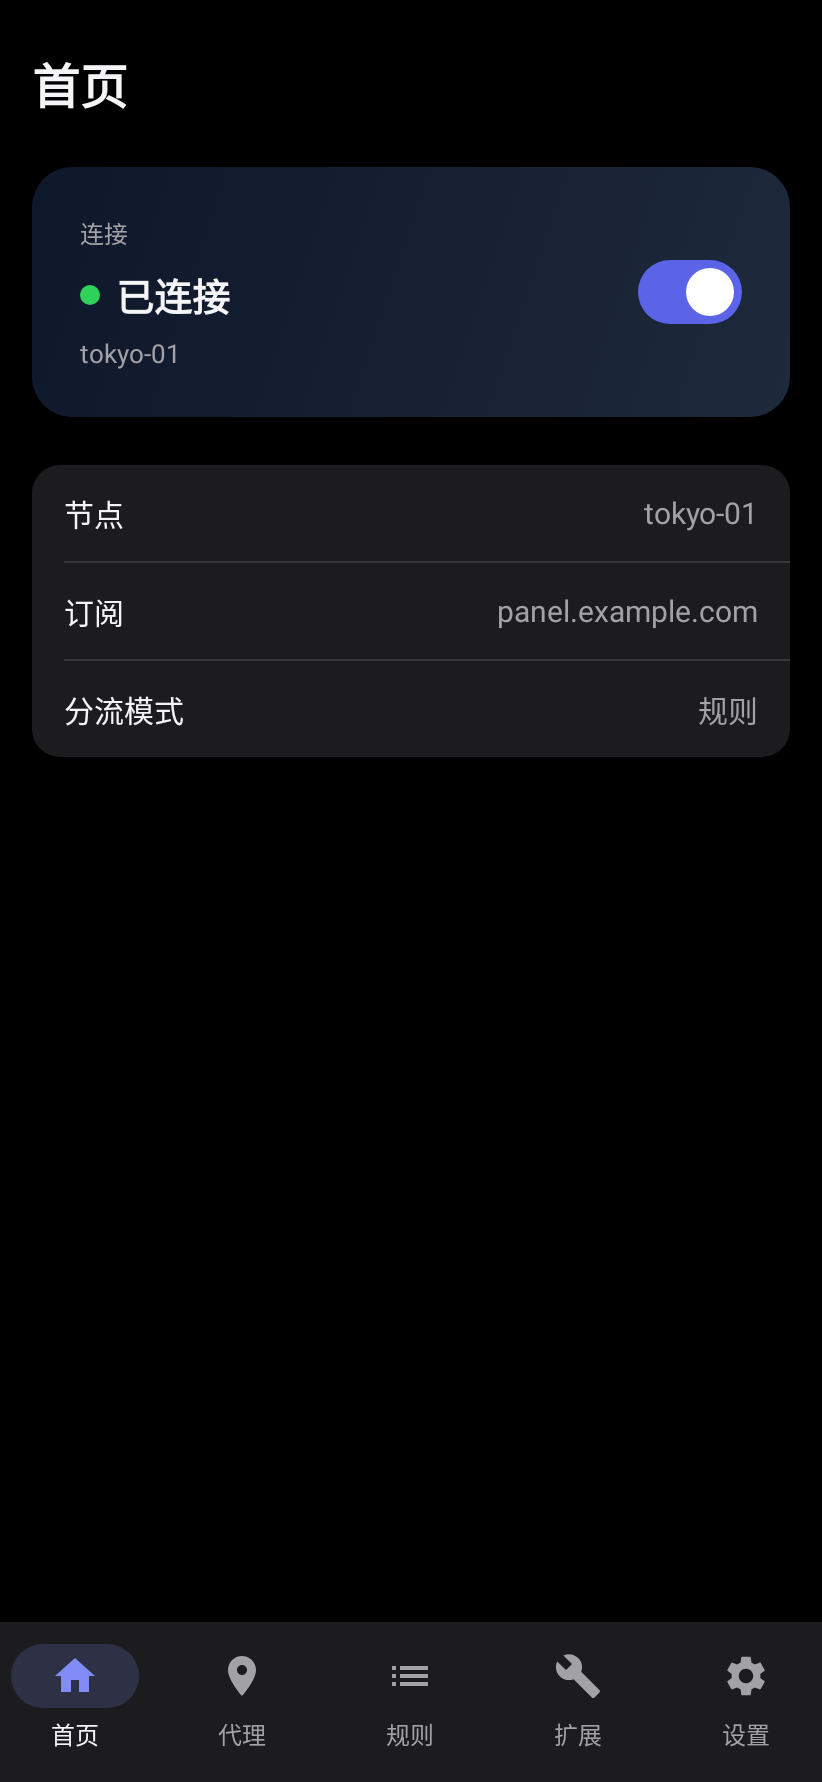 首页
连接
已连接
tokyo-01
节点 tokyo-01
订阅 panel.example.com
分流模式 规则
首页 代理 规则 扩展 设置